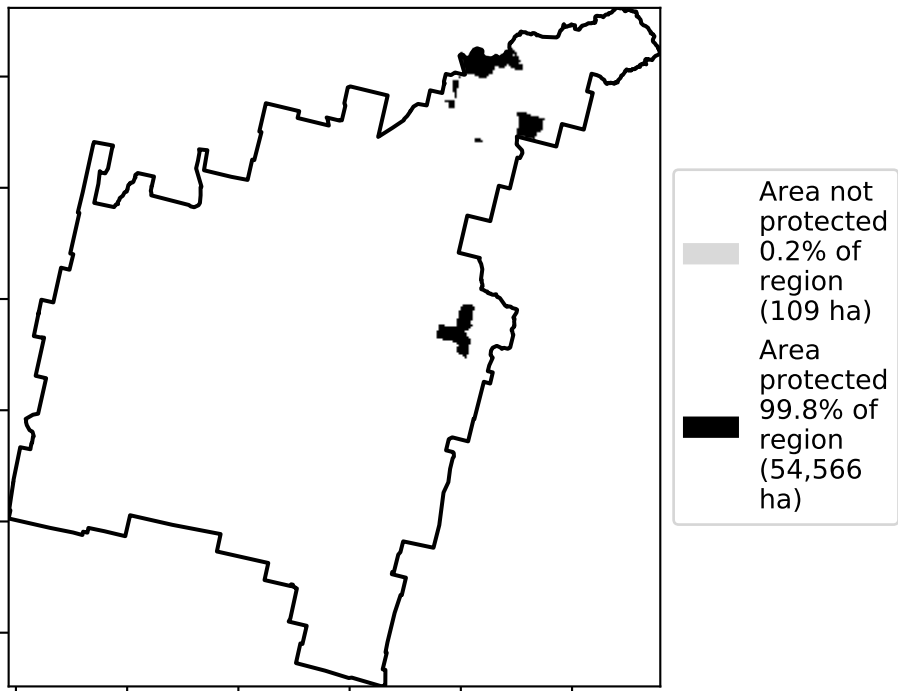 Area not
protected
0.2% of
region
(109 ha)
Area
protected
99.8% of
region
(54,566
ha)